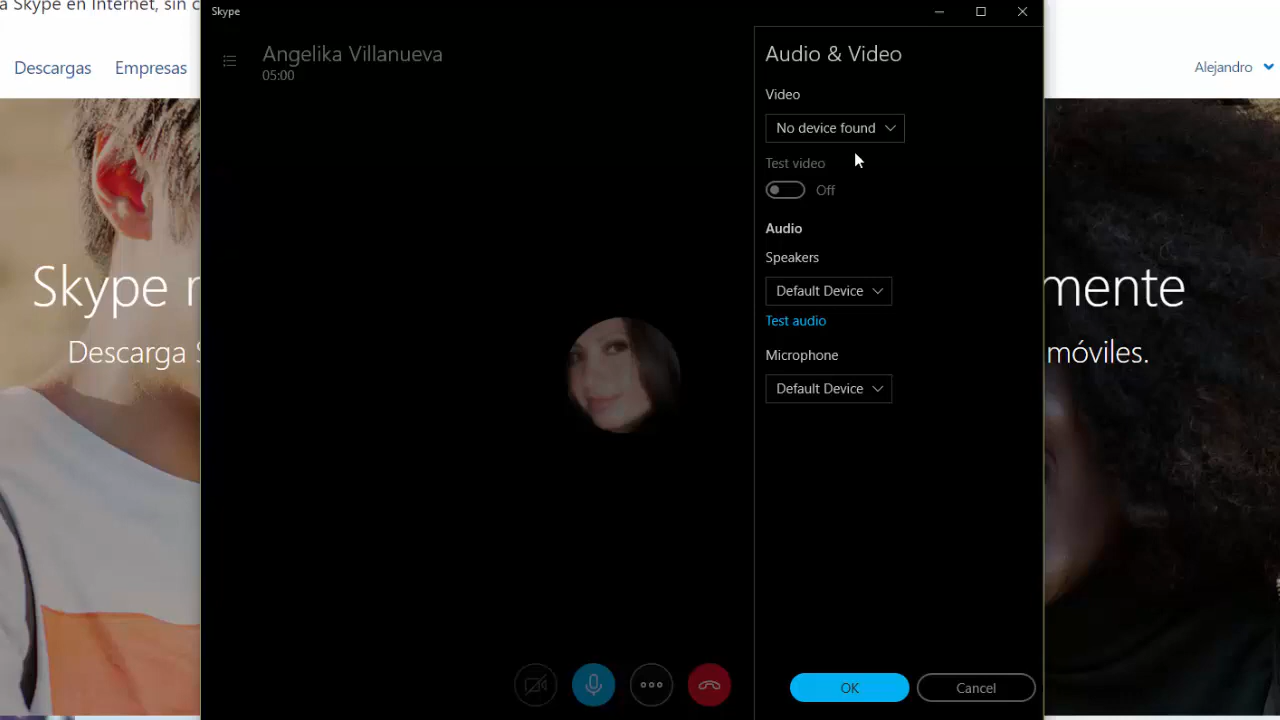 a Skype en Internet, sin c
Skype
Descargas
Empresas
Alejandro
Angelika Villanueva
05:00
Audio & Video
Video
No device found
Test video
Off
Audio
Speakers
Default Device
Test audio
Microphone
Default Device
Skype r
mente
Descarga S
móviles.
OK
Cancel